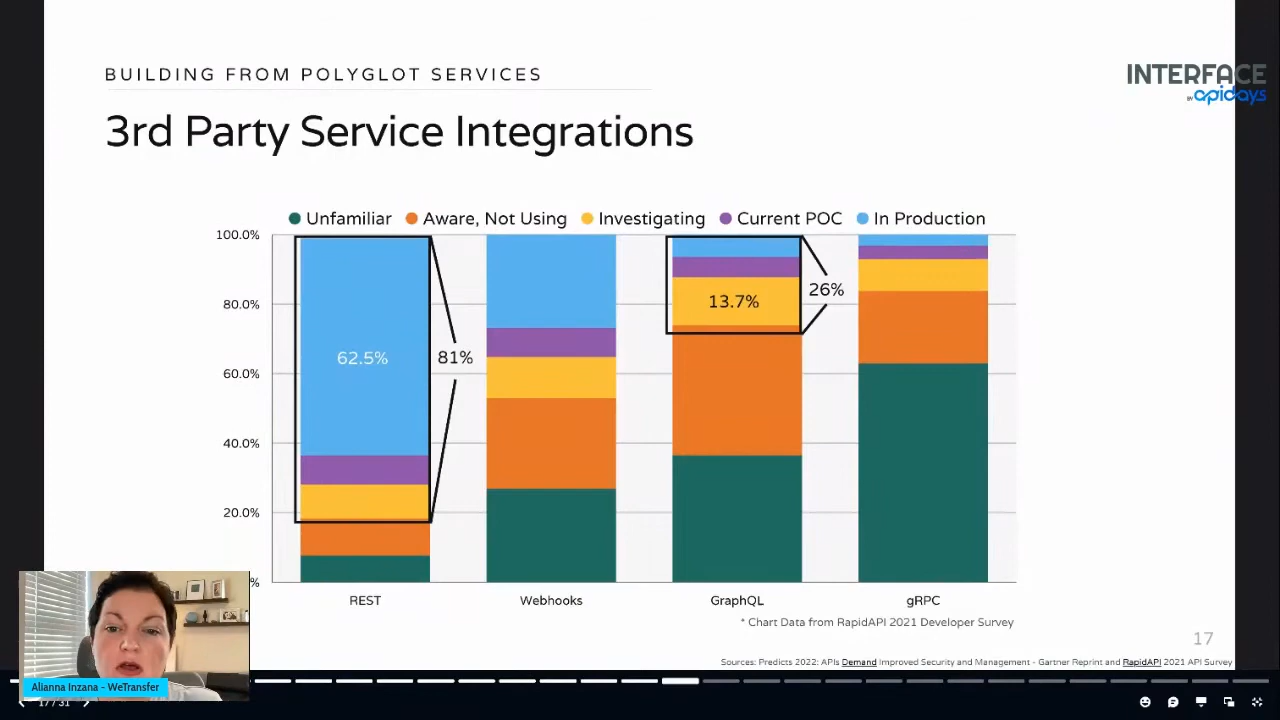 BUILDING FROM POLYGLOT SERVICES
INTERFACE
BY apidays
3rd Party Service Integrations
Unfamiliar Aware, Not Using Investigating Current POC In Production
100.0%
80.0%
60.0%
40.0%
20.0%
%
62.5%
81%
13.7%
26%
REST Webhooks GraphQL gRPC
* Chart Data from RapidAPI 2021 Developer Survey
17
Sources: Predicts 2022: APIs Demand Improved Security and Management - Gartner Reprint and RapidAPI 2021 API Survey
Alianna Inzana - WeTransfer
17 / 31